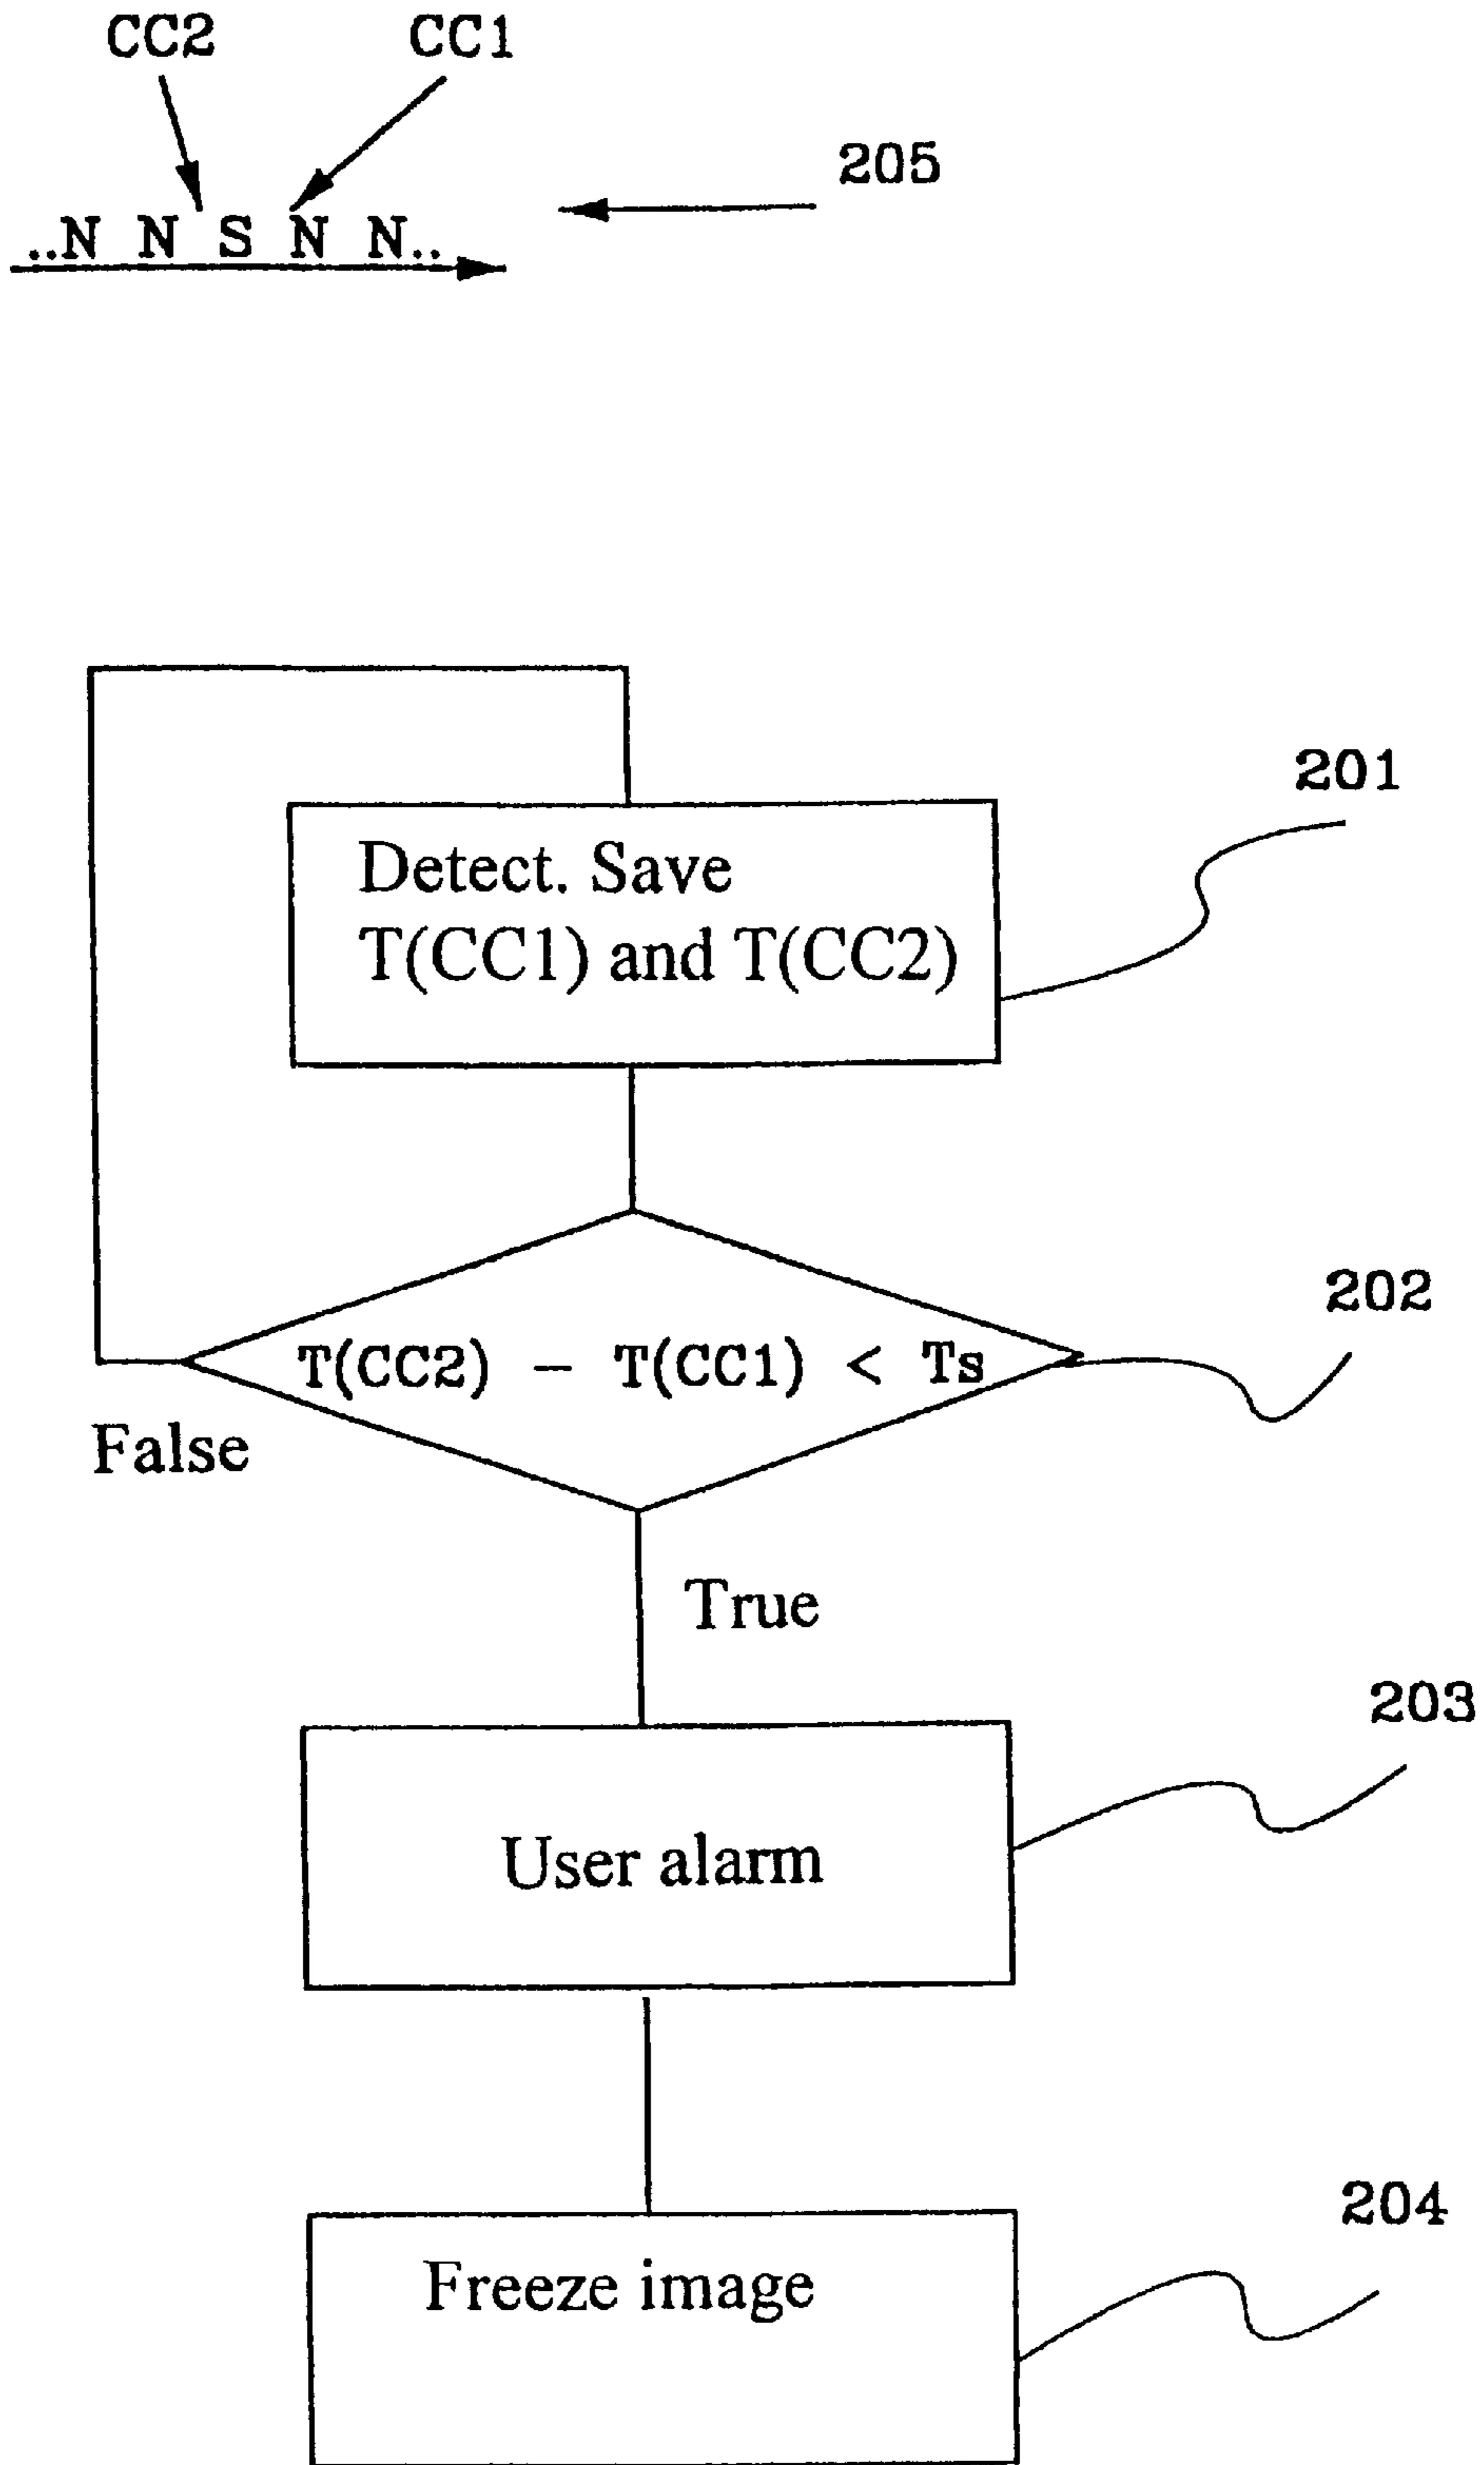 CC2 CC1
205
..N N S N N..
201
Detect. Save
T(CC1) and T(CC2)
202
T(CC2) - T(CC1) < Ts
False
True
203
User alarm
204
Freeze image